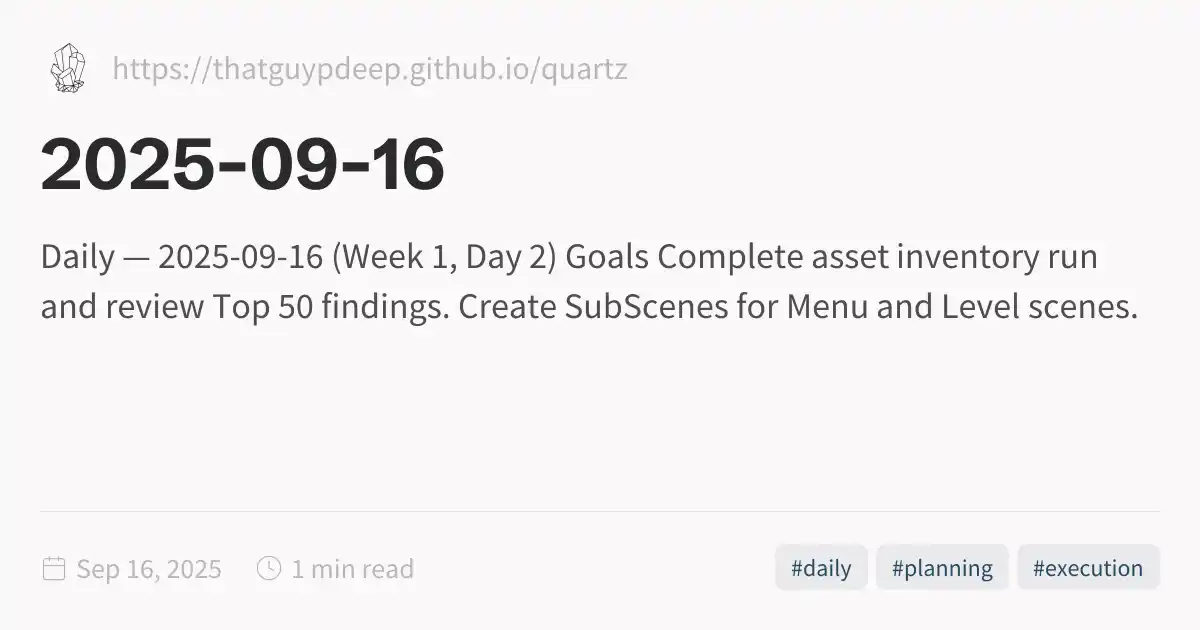 https://thatguypdeep.github.io/quartz
2025-09-16
Daily — 2025-09-16 (Week 1, Day 2) Goals Complete asset inventory run
and review Top 50 findings. Create SubScenes for Menu and Level scenes.
Sep 16, 2025 1 min read #daily #planning #execution